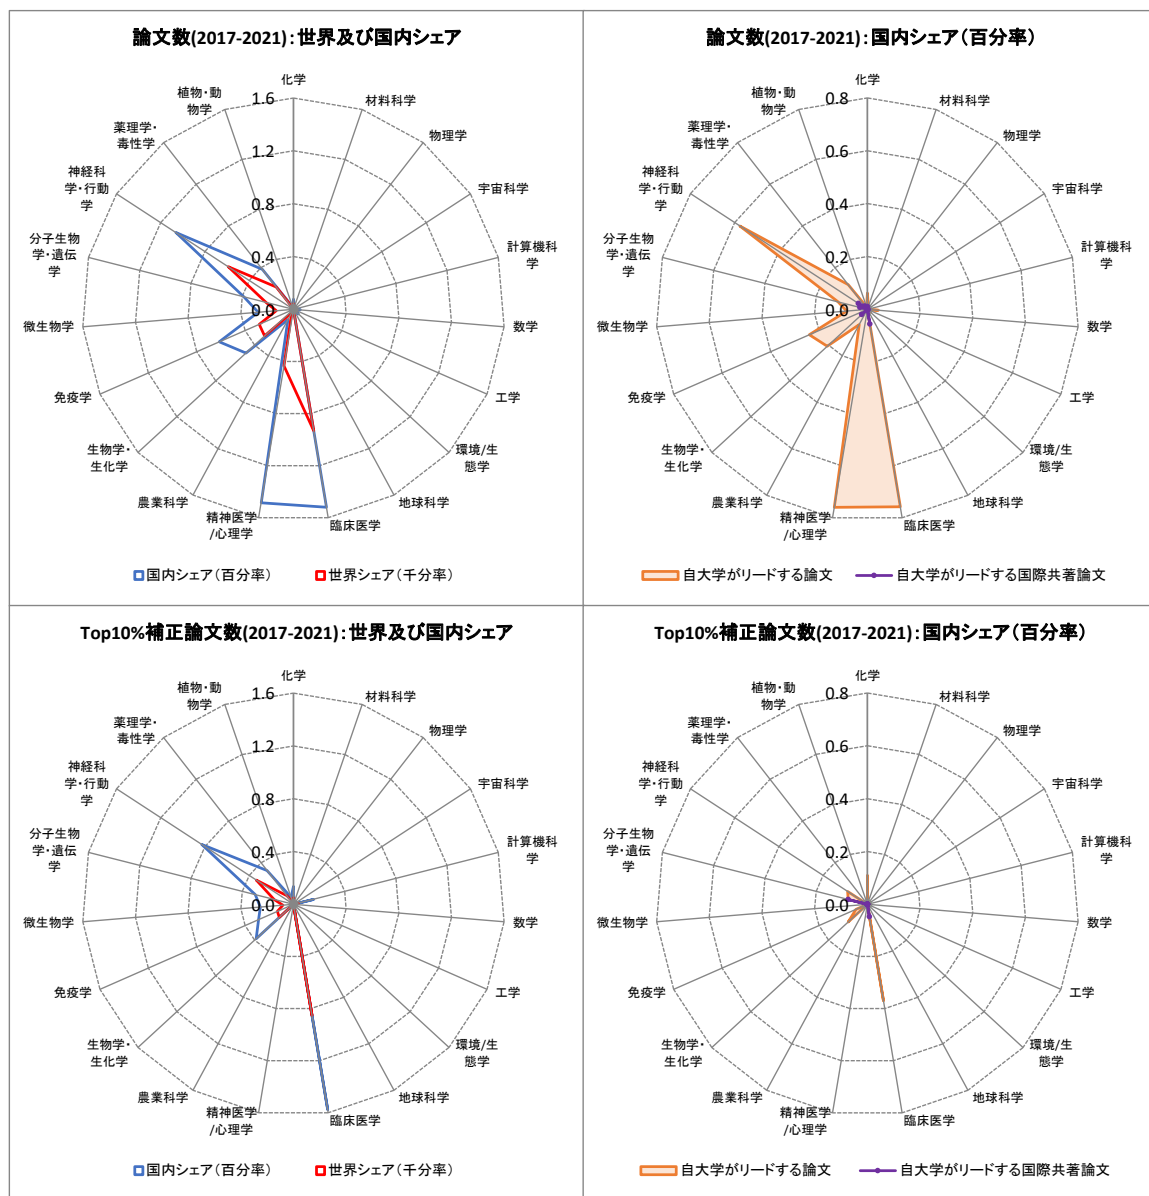 論文数(2017-2021):世界及び国内シェア
化学
材料科学
物理学
宇宙科学
計算機科
学
数学
工学
環境/生
態学
地球科学
臨床医学
精神医学
/心理学
農業科学
生物学・
生化学
免疫学
微生物学
分子生物
学・遺伝
学
神経科
学・行動
学
薬理学・
毒性学
植物・動
物学
1.6
1.2
0.8
0.4
0.0
国内シェア(百分率)
世界シェア(千分率)
論文数(2017-2021):国内シェア(百分率)
化学
材料科学
物理学
宇宙科学
計算機科
学
数学
工学
環境/生
態学
地球科学
臨床医学
精神医学
/心理学
農業科学
生物学・
生化学
免疫学
微生物学
分子生物
学・遺伝
学
神経科
学・行動
学
薬理学・
毒性学
植物・動
物学
0.8
0.6
0.4
0.2
0.0
自大学がリードする論文
自大学がリードする国際共著論文
Top10%補正論文数(2017-2021):世界及び国内シェア
化学
材料科学
物理学
宇宙科学
計算機科
学
数学
工学
環境/生
態学
地球科学
臨床医学
精神医学
/心理学
農業科学
生物学・
生化学
免疫学
微生物学
分子生物
学・遺伝
学
神経科
学・行動
学
薬理学・
毒性学
植物・動
物学
1.6
1.2
0.8
0.4
0.0
国内シェア(百分率)
世界シェア(千分率)
Top10%補正論文数(2017-2021):国内シェア(百分率)
化学
材料科学
物理学
宇宙科学
計算機科
学
数学
工学
環境/生
態学
地球科学
臨床医学
精神医学
/心理学
農業科学
生物学・
生化学
免疫学
微生物学
分子生物
学・遺伝
学
神経科
学・行動
学
薬理学・
毒性学
植物・動
物学
0.8
0.6
0.4
0.2
0.0
自大学がリードする論文
自大学がリードする国際共著論文